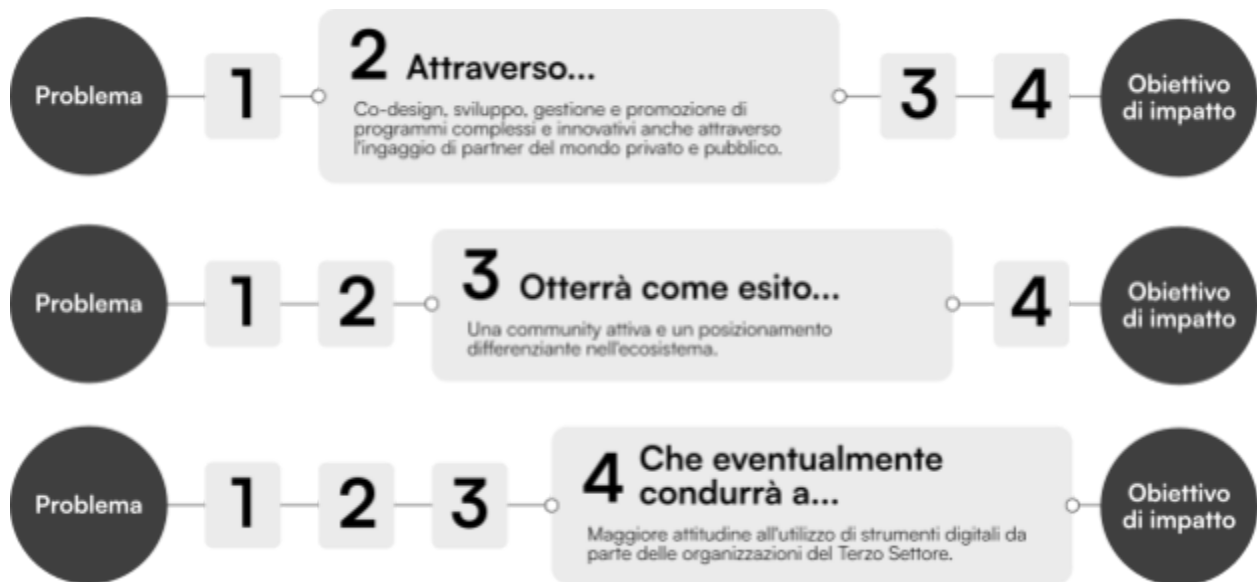 Problema
1
2 Attraverso...
Co-design, sviluppo, gestione e promozione di
programmi complessi e innovativi anche attraverso
l'ingaggio di partner del mondo privato e pubblico.
3
4
Obiettivo
di impatto
Problema
1
2
3 Otterrà come esito...
Una community attiva e un posizionamento
differenziante nell'ecosistema.
4
Obiettivo
di impatto
Problema
1
2
3
4 Che eventualmente
condurrà a...
Maggiore attitudine all'utilizzo di strumenti digitali da
parte delle organizzazioni del Terzo Settore.
Obiettivo
di impatto